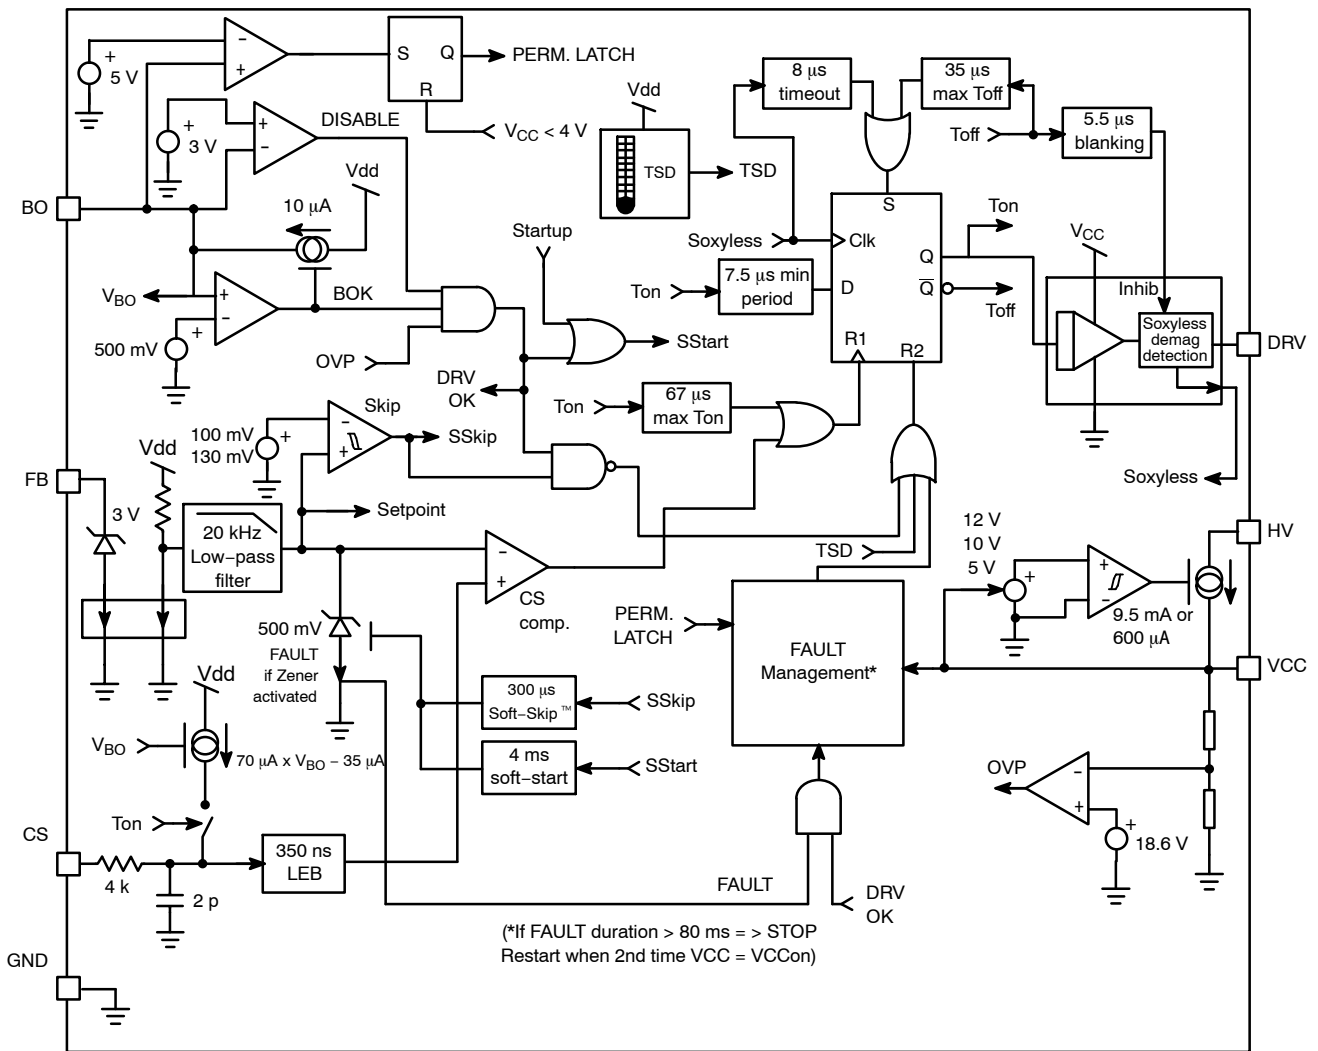 5 V
S
Q
R
PERM. LATCH
VCC < 4 V
3 V
DISABLE
Vdd
10 μA
BO
VBO
BOK
500 mV
OVP
Vdd
TSD
TSD
Startup
SStart
DRV
OK
8 μs
timeout
35 μs
max Toff
Toff
5.5 μs
blanking
S
Soxyless
Clk
Q
Ton
Ton
7.5 μs min
period
D
Q
Toff
R1
R2
VCC
Inhib
Soxyless
demag
detection
DRV
Soxyless
Ton
67 μs
max Ton
Skip
100 mV
130 mV
SSkip
Vdd
FB
3 V
20 kHz
Low–pass
filter
Setpoint
CS
comp.
500 mV
FAULT
if Zener
activated
TSD
PERM.
LATCH
FAULT
Management*
12 V
10 V
5 V
HV
9.5 mA or
600 μA
VCC
Vdd
VBO
70 μA x VBO – 35 μA
300 μs
Soft–Skip ™
SSkip
4 ms
soft–start
SStart
OVP
18.6 V
Ton
CS
4 k
2 p
350 ns
LEB
FAULT
DRV
OK
(*If FAULT duration > 80 ms = > STOP
Restart when 2nd time VCC = VCCon)
GND